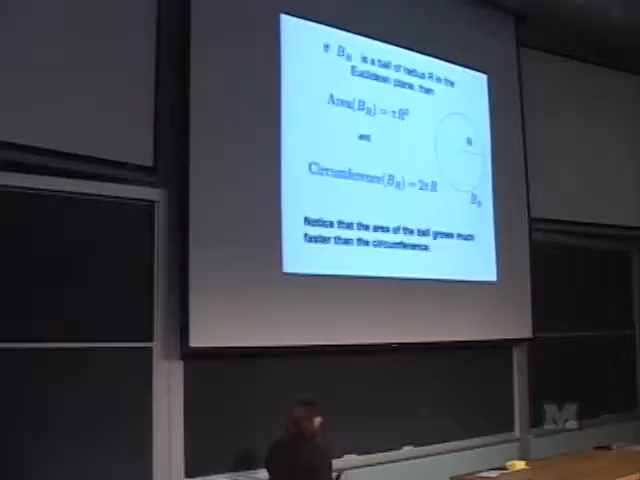 If B_R is a ball of radius R in the
Euclidean plane, then
Area(B_R) = πR²
and
Circumference(B_R) = 2πR
R
B_R
Notice that the area of the ball grows much
faster than the circumference.
M